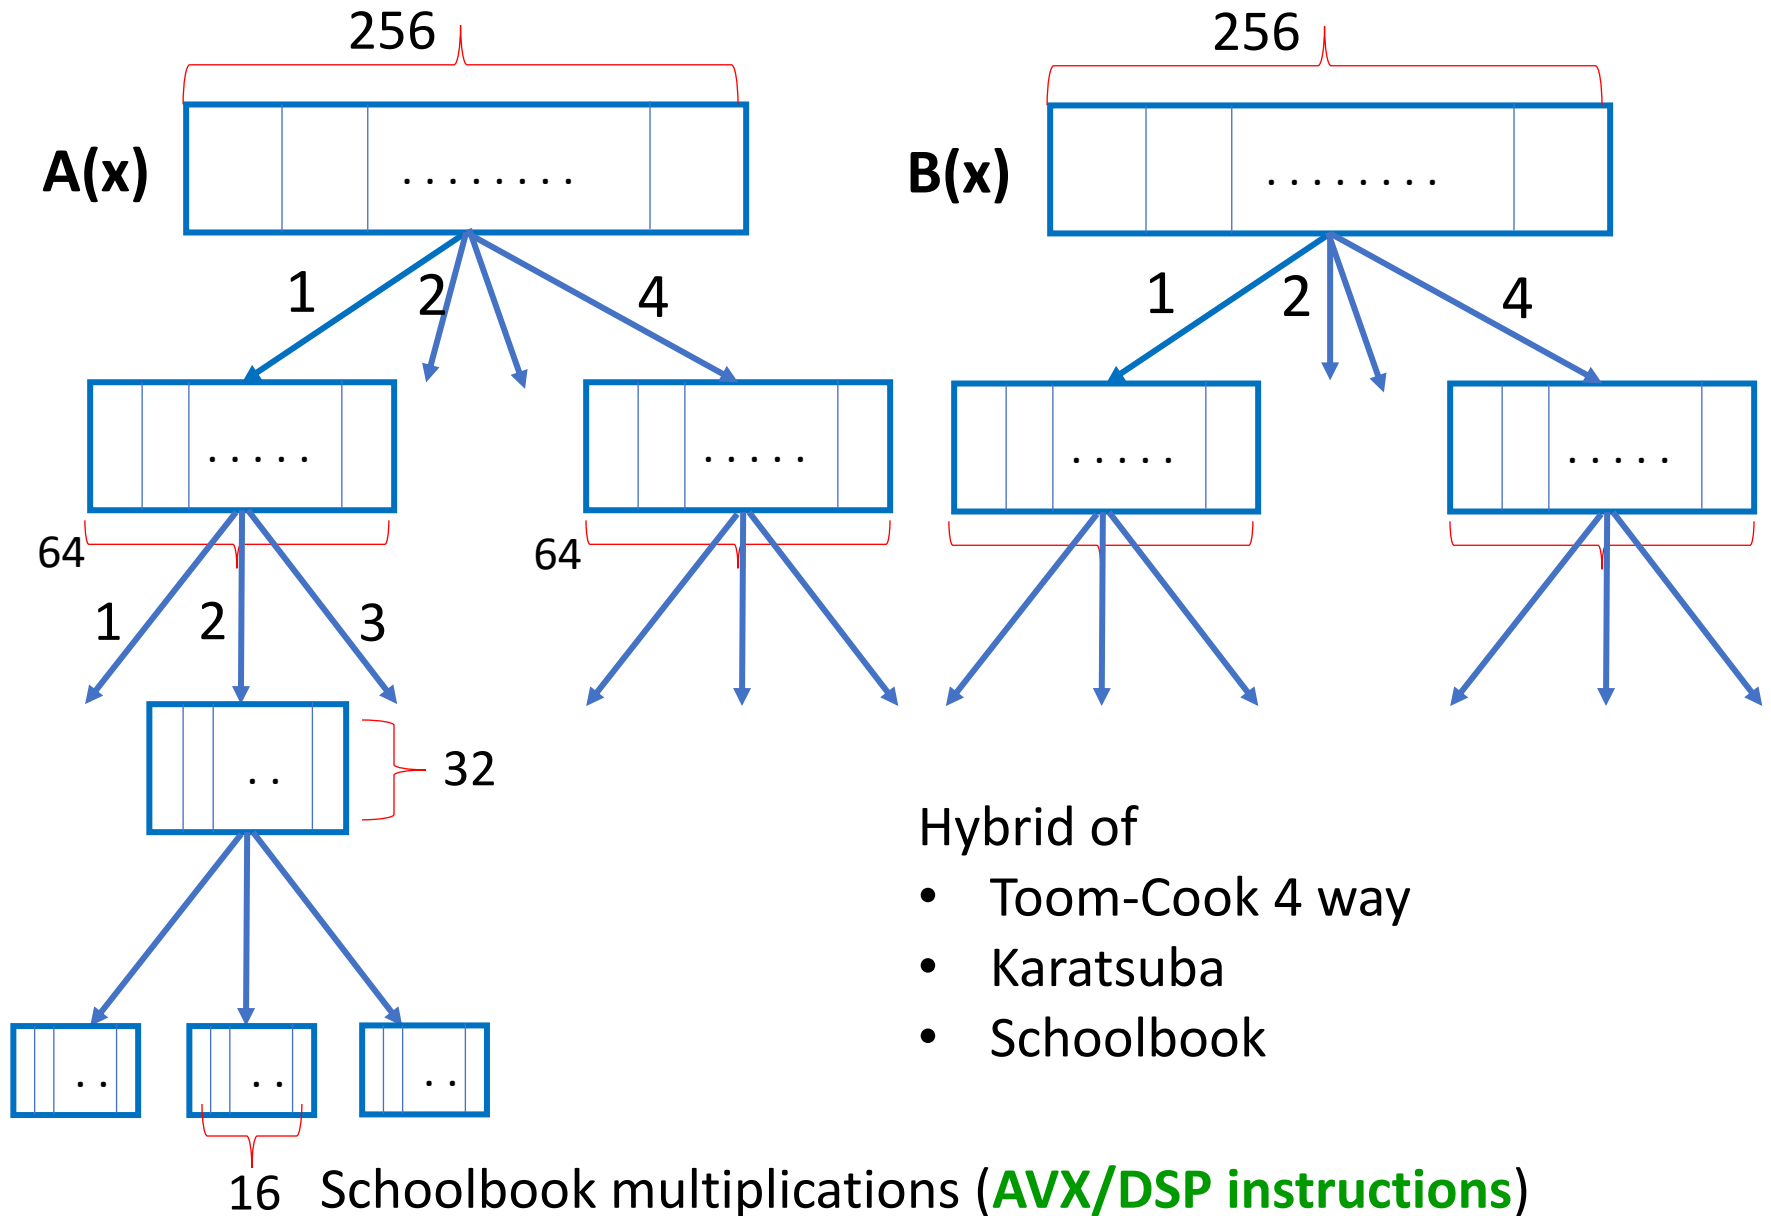 256 256
A(x) ........ B(x) ........
1 2 4 1 2 4
..... ..... ..... .....
64 64
1 2 3
.. 32
Hybrid of
• Toom-Cook 4 way
• Karatsuba
• Schoolbook
.. .. ..
16 Schoolbook multiplications (AVX/DSP instructions)